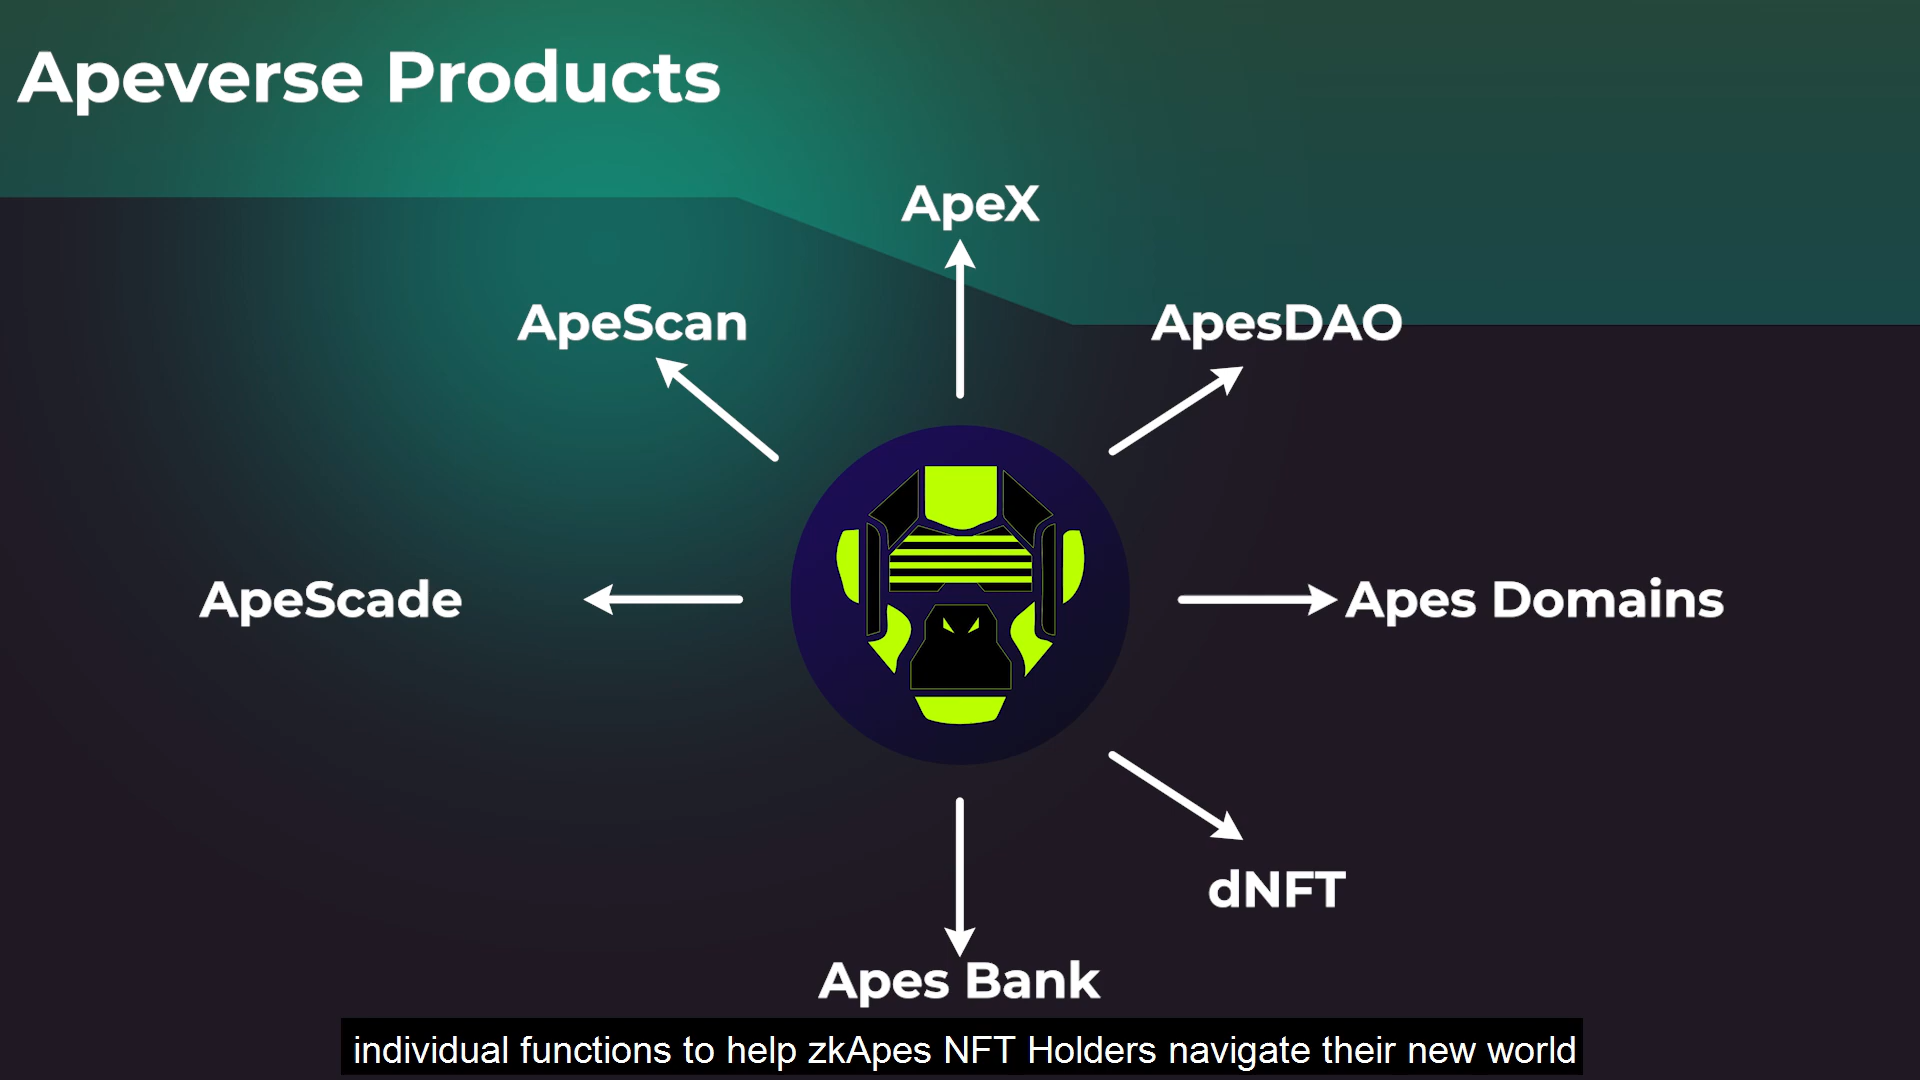 Apeverse Products
ApeX
ApeScan
ApesDAO
ApeScade
Apes Domains
dNFT
Apes Bank
individual functions to help zkApes NFT Holders navigate their new world